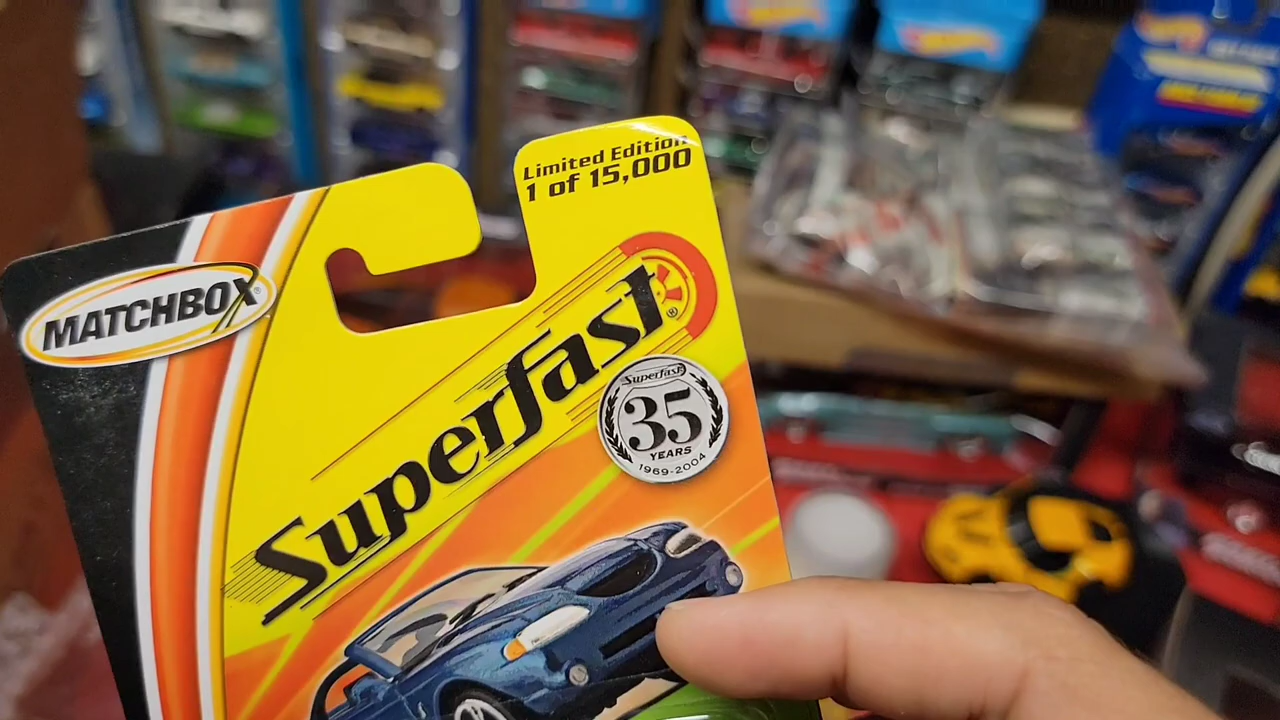 Limited Edition
1 of 15,000
MATCHBOX®
Superfast®
Superfast
35
YEARS
1969-2004